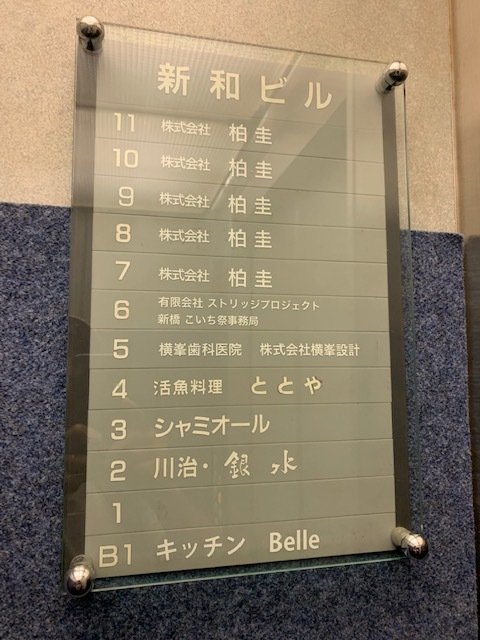 新和ビル
11 株式会社 柏圭
10 株式会社 柏圭
9 株式会社 柏圭
8 株式会社 柏圭
7 株式会社 柏圭
6 有限会社 ストリッジプロジェクト
新橋 こいち祭事務局
5 横峯歯科医院 株式会社横峯設計
4 活魚料理 ととや
3 シャミオール
2 川治・銀水
1
B1 キッチン Belle